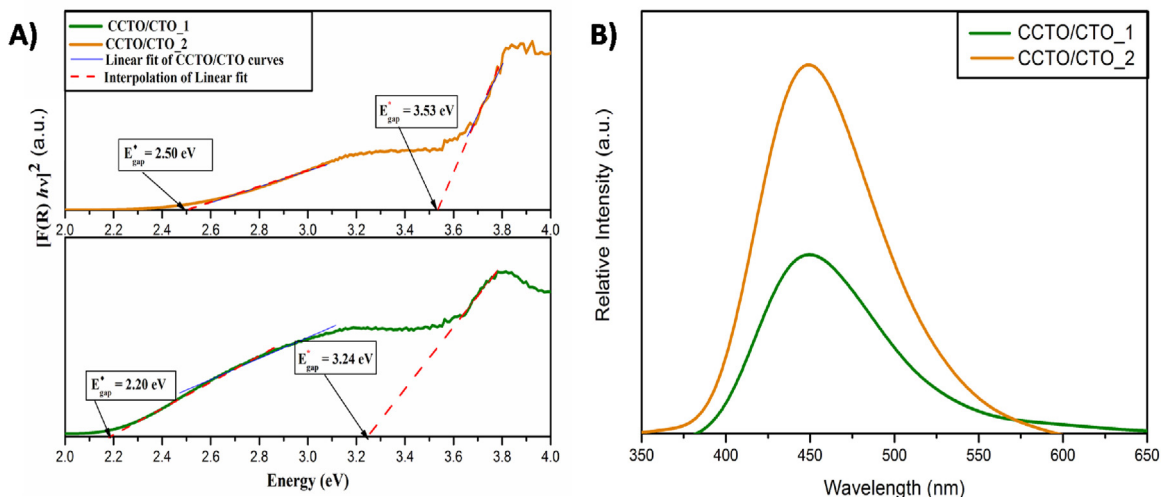 A)
CCTO/CTO_1
CCTO/CTO_2
Linear fit of CCTO/CTO curves
Interpolation of Linear fit
E*gap = 3.53 eV
E♦gap = 2.50 eV
2.0 2.2 2.4 2.6 2.8 3.0 3.2 3.4 3.6 3.8 4.0
[F(R) hν]² (a.u.)
E*gap = 3.24 eV
E♦gap = 2.20 eV
2.0 2.2 2.4 2.6 2.8 3.0 3.2 3.4 3.6 3.8 4.0
Energy (eV)
B)
CCTO/CTO_1
CCTO/CTO_2
Relative Intensity (a.u.)
350 400 450 500 550 600 650
Wavelength (nm)